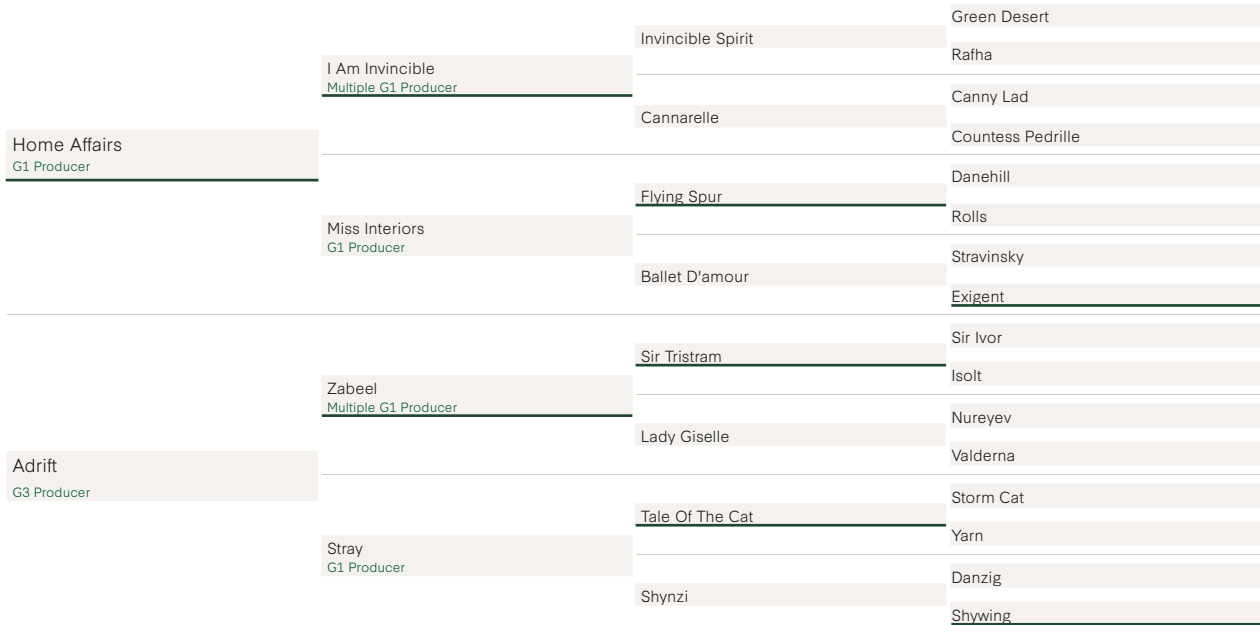 Home Affairs
G1 Producer
Adrift
G3 Producer
I Am Invincible
Multiple G1 Producer
Miss Interiors
G1 Producer
Zabeel
Multiple G1 Producer
Stray
G1 Producer
Invincible Spirit
Cannarelle
Flying Spur
Ballet D'amour
Sir Tristram
Lady Giselle
Tale Of The Cat
Shynzi
Green Desert
Rafha
Canny Lad
Countess Pedrille
Danehill
Rolls
Stravinsky
Exigent
Sir Ivor
Isolt
Nureyev
Valderna
Storm Cat
Yarn
Danzig
Shywing